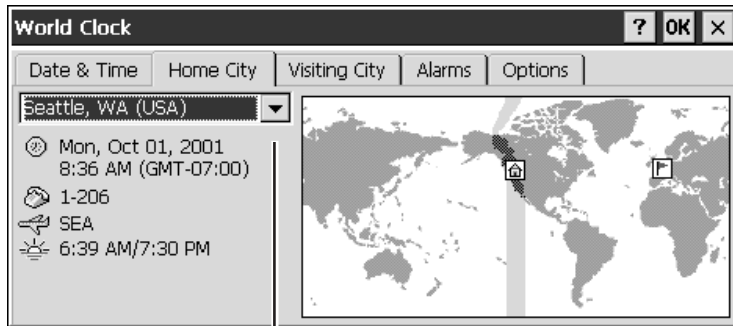 World Clock ? OK ×
Date & Time Home City Visiting City Alarms Options
Seattle, WA (USA)
Mon, Oct 01, 2001
8:36 AM (GMT-07:00)
1-206
SEA
6:39 AM/7:30 PM